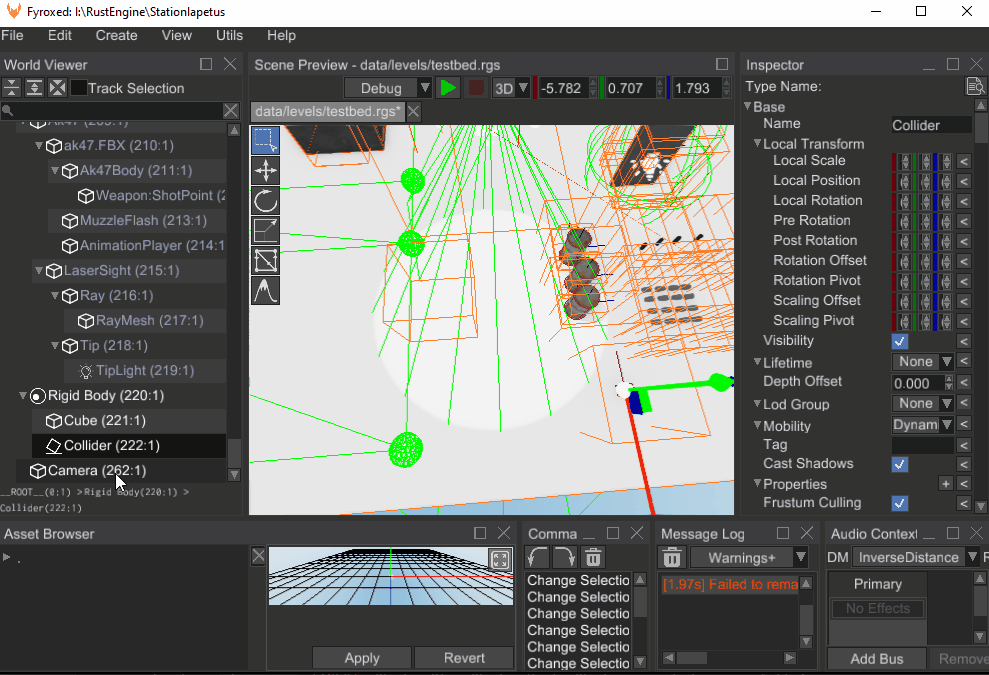 Fyroxed: I:\RustEngine\StationIapetus
File Edit Create View Utils Help
World Viewer
Track Selection
ak47.FBX (210:1)
Ak47Body (211:1)
Weapon:ShotPoint (2
MuzzleFlash (213:1)
AnimationPlayer (214:1
LaserSight (215:1)
Ray (216:1)
RayMesh (217:1)
Tip (218:1)
TipLight (219:1)
Rigid Body (220:1)
Cube (221:1)
Collider (222:1)
Camera (262:1)
__ROOT__(0:1) >Rigid Body(220:1) >
Collider(222:1)
Scene Preview - data/levels/testbed.rgs
Debug 3D -5.782 0.707 1.793
data/levels/testbed.rgs*
Inspector
Type Name:
Base
Name Collider
Local Transform
Local Scale <
Local Position <
Local Rotation <
Pre Rotation <
Post Rotation <
Rotation Offset <
Rotation Pivot <
Scaling Offset <
Scaling Pivot <
Visibility <
Lifetime None <
Depth Offset 0.000 <
Lod Group None <
Mobility Dynam <
Tag <
Cast Shadows <
Properties + <
Frustum Culling <
Asset Browser
.
Apply Revert
Comma
Change Selectio
Change Selectio
Change Selectio
Change Selectio
Change Selectio
Change Selectio
Message Log
Warnings+
[1.97s] Failed to rema
Audio Context
DM InverseDistance
Primary
No Effects
Add Bus Remove